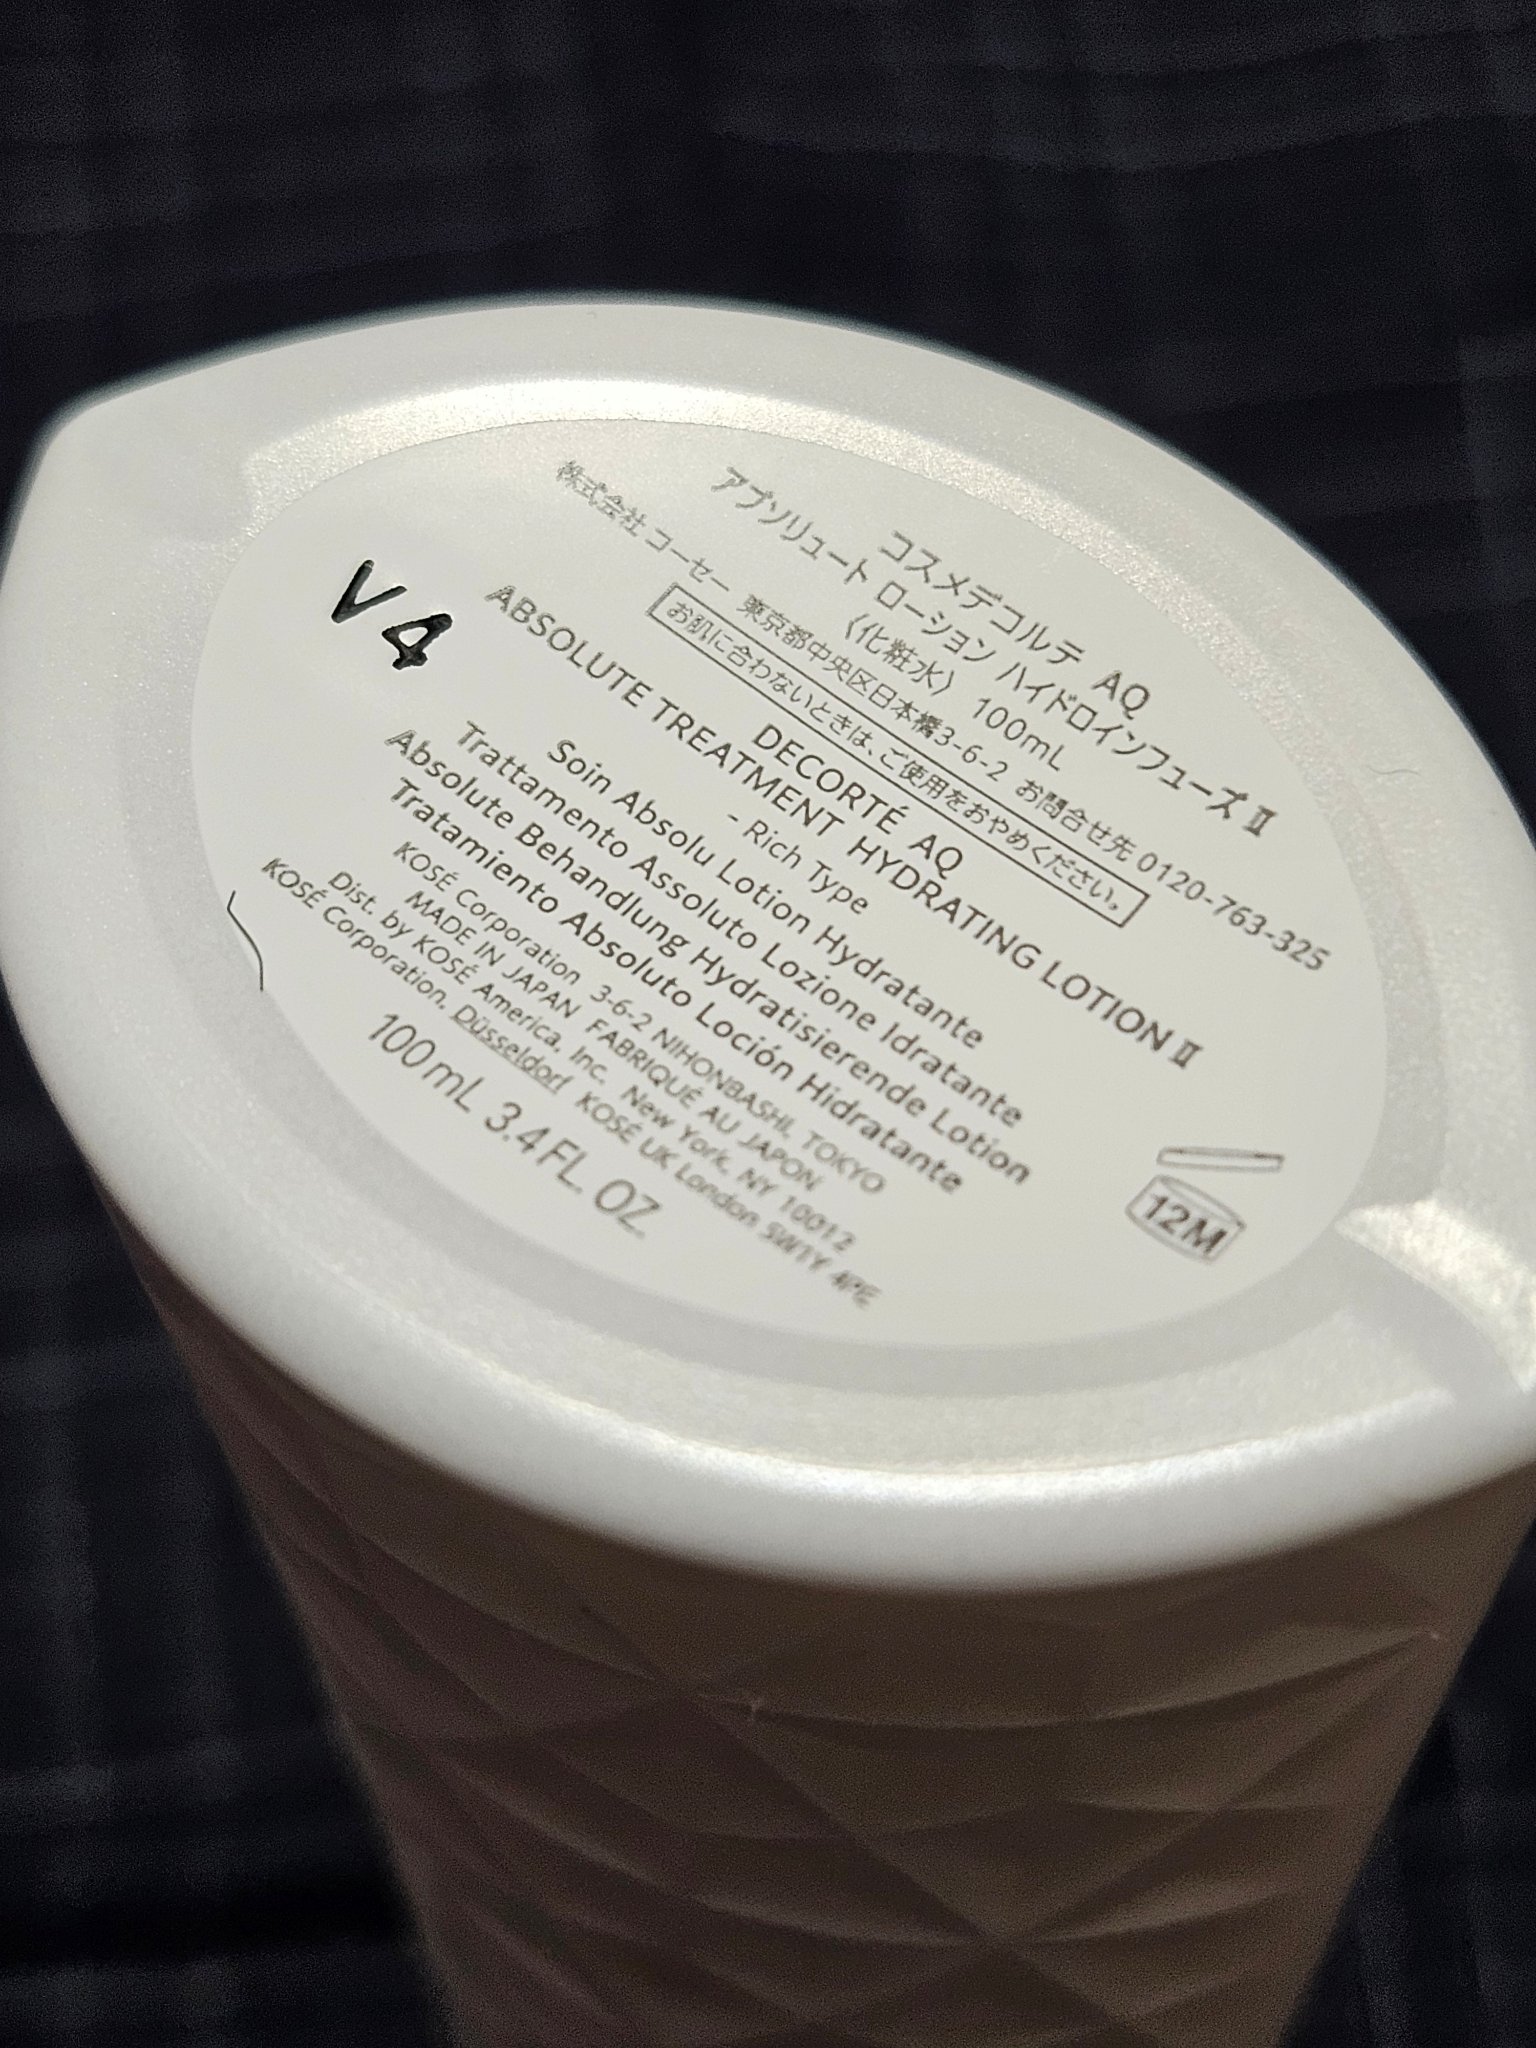 コスメデコルテ AQ
アブソリュート ローション ハイドロインフューズ Ⅱ
〈化粧水〉 100mL
株式会社 コーセー 東京都中央区日本橋3-6-2 お問合せ先 0120-763-325
お肌に合わないときは、ご使用をおやめください。
V4
DECORTÉ AQ
ABSOLUTE TREATMENT HYDRATING LOTION Ⅱ
- Rich Type
Soin Absolu Lotion Hydratante
Trattamento Assoluto Lozione Idratante
Absolute Behandlung Hydratisierende Lotion
Tratamiento Absoluto Loción Hidratante
KOSÉ Corporation 3-6-2 NIHONBASHI, TOKYO
MADE IN JAPAN FABRIQUÉ AU JAPON
Dist. by KOSÉ America, Inc. New York, NY 10012
KOSÉ Corporation, Düsseldorf KOSÉ UK London SW1Y 4PE
100mL 3.4FL. OZ.
12M